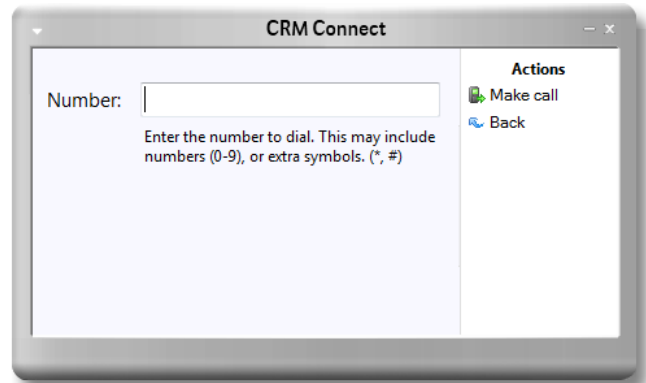 CRM Connect
Number:
Enter the number to dial. This may include
numbers (0-9), or extra symbols. (*, #)
Actions
Make call
Back